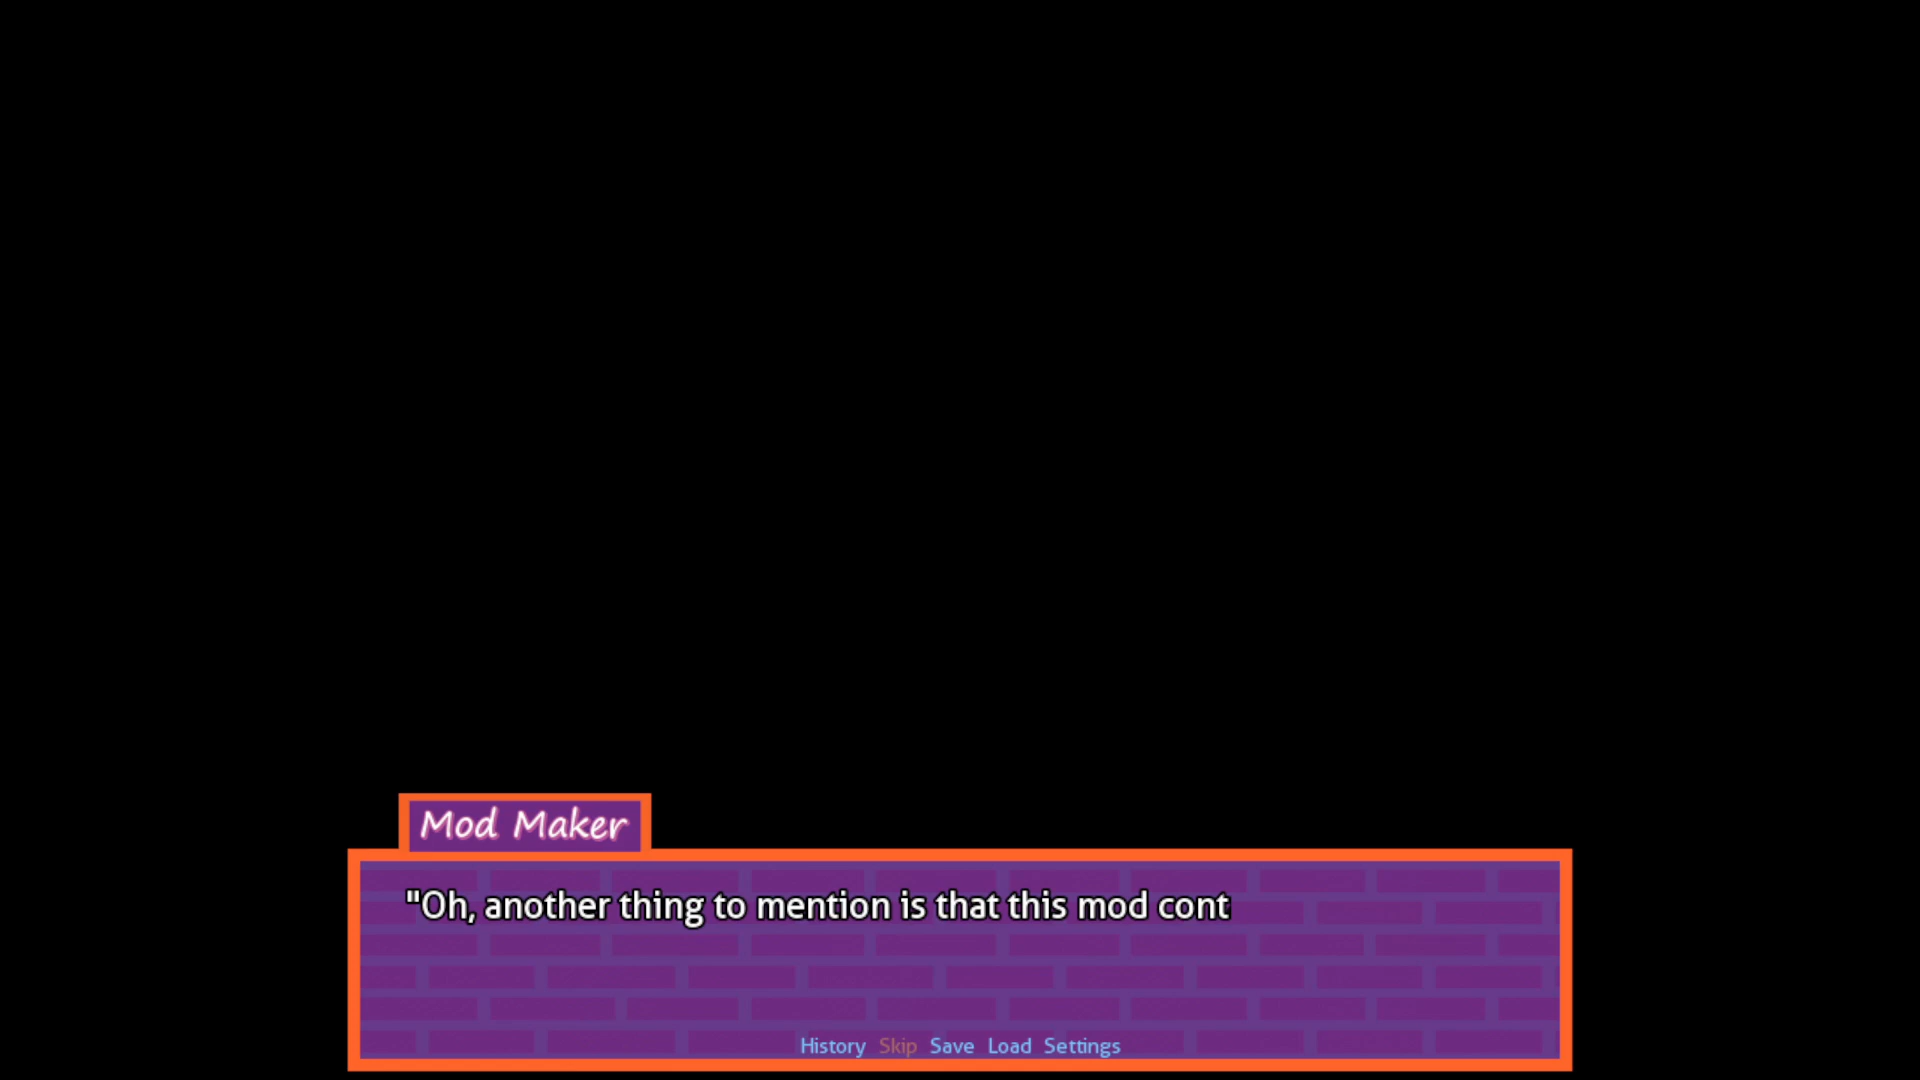 Mod Maker
"Oh, another thing to mention is that this mod cont
History Skip Save Load Settings